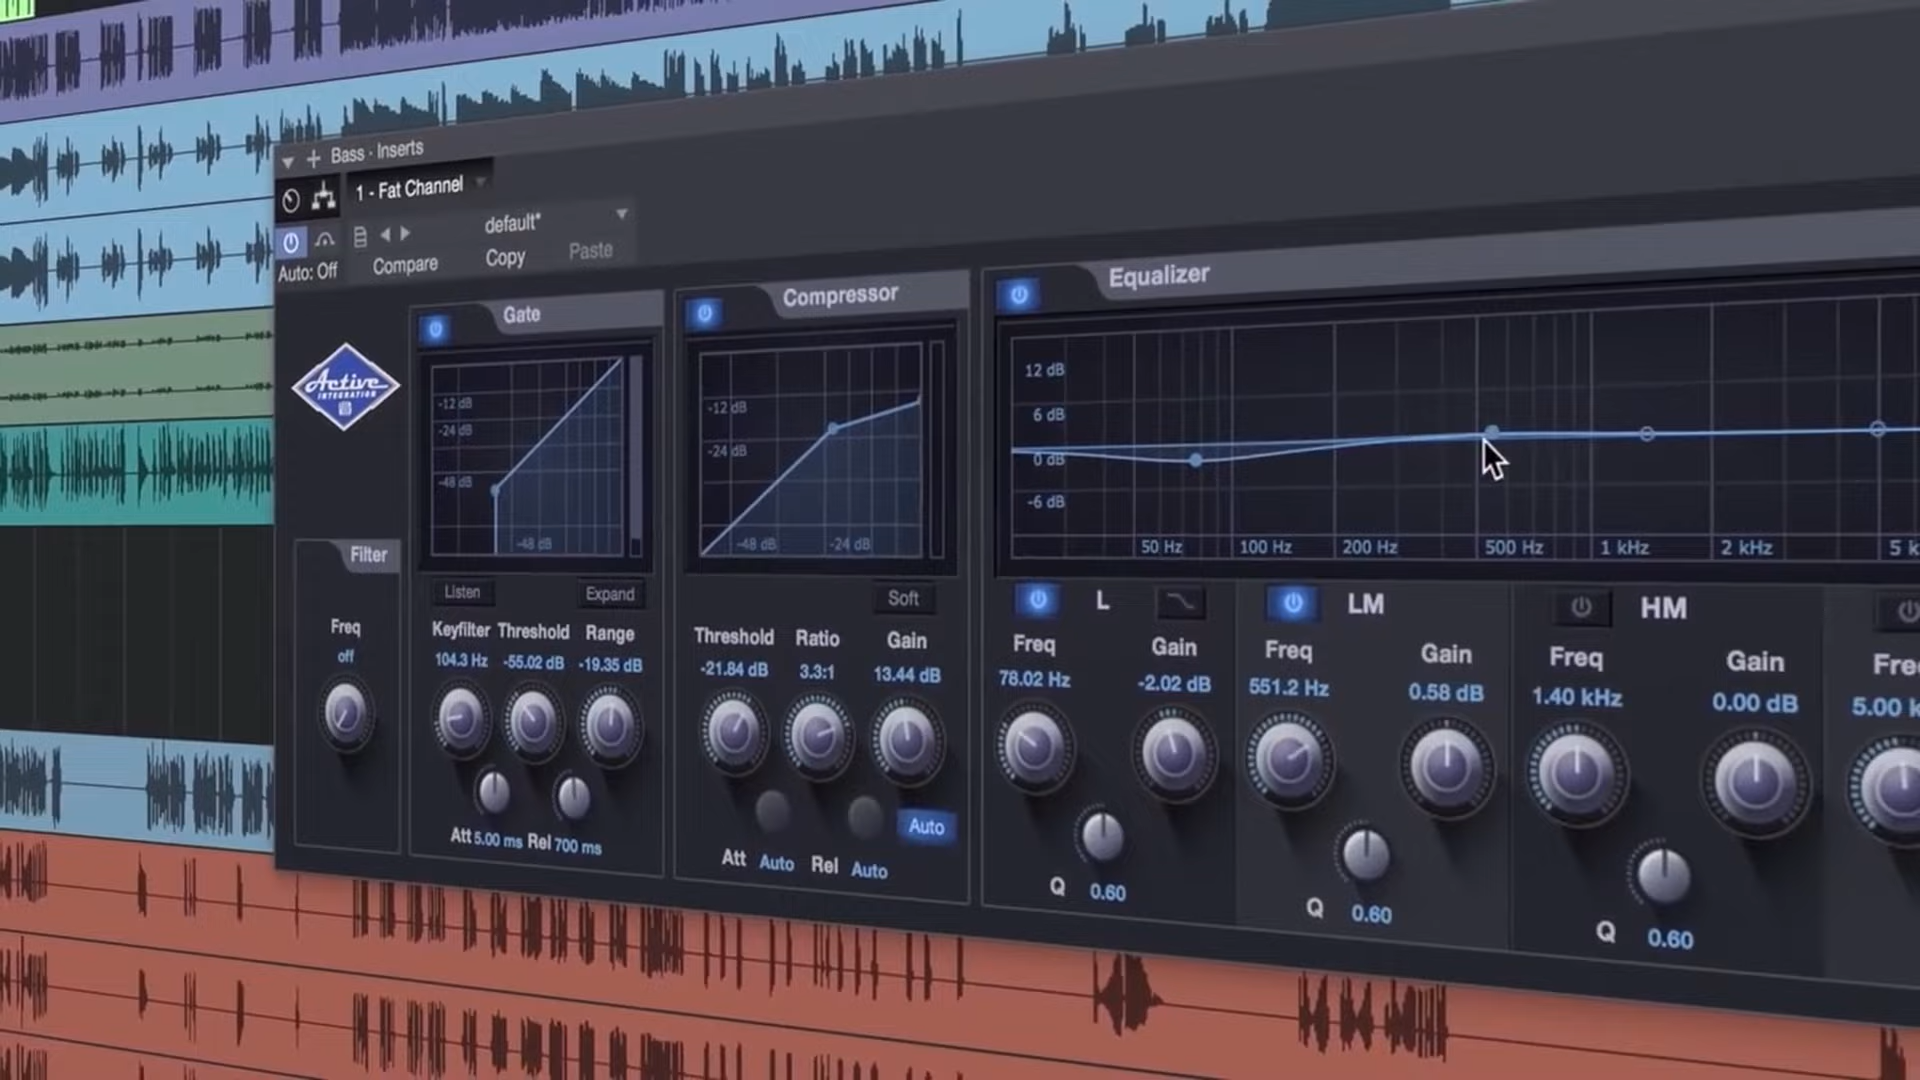 Bass - Inserts
1 - Fat Channel
default*
Compare
Copy
Paste
Auto: Off
Active
INTEGRATION
Filter
Freq
off
Gate
-12 dB
-24 dB
-48 dB
-48 dB
Listen
Expand
Keyfilter Threshold Range
104.3 Hz -55.02 dB -19.35 dB
Att 5.00 ms Rel 700 ms
Compressor
-12 dB
-24 dB
-48 dB -24 dB
Soft
Threshold Ratio Gain
-21.84 dB 3.3:1 13.44 dB
Auto
Att Auto Rel Auto
Equalizer
12 dB
6 dB
0 dB
-6 dB
50 Hz 100 Hz 200 Hz 500 Hz 1 kHz 2 kHz 5 k
L
Freq Gain
78.02 Hz -2.02 dB
Q 0.60
LM
Freq Gain
551.2 Hz 0.58 dB
Q 0.60
HM
Freq Gain
1.40 kHz 0.00 dB
Q 0.60
Fre
5.00 k